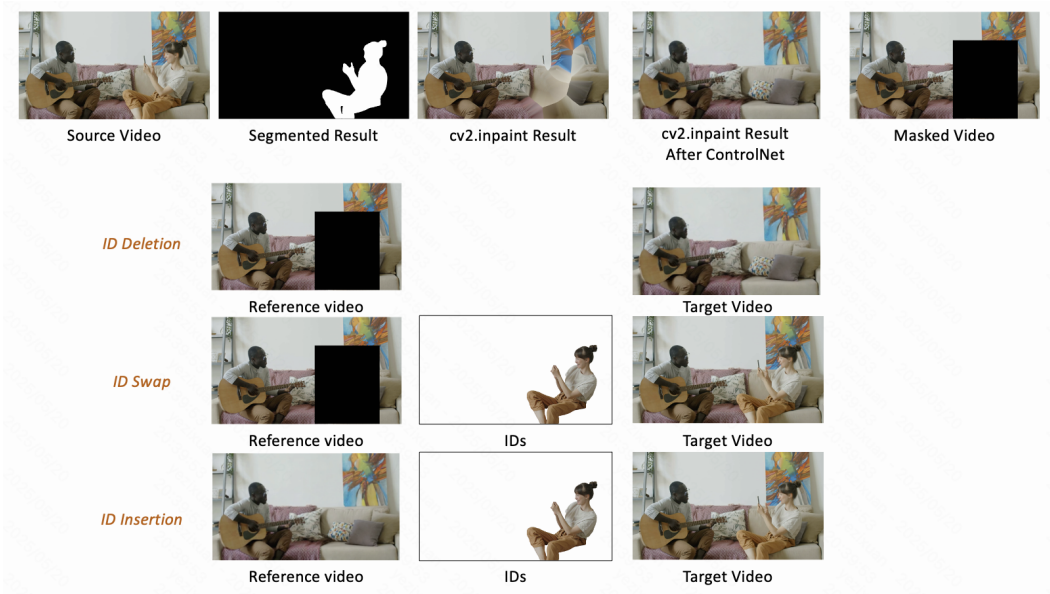 Source Video
Segmented Result
cv2.inpaint Result
cv2.inpaint Result
After ControlNet
Masked Video
ID Deletion
Reference video
Target Video
ID Swap
Reference video
IDs
Target Video
ID Insertion
Reference video
IDs
Target Video